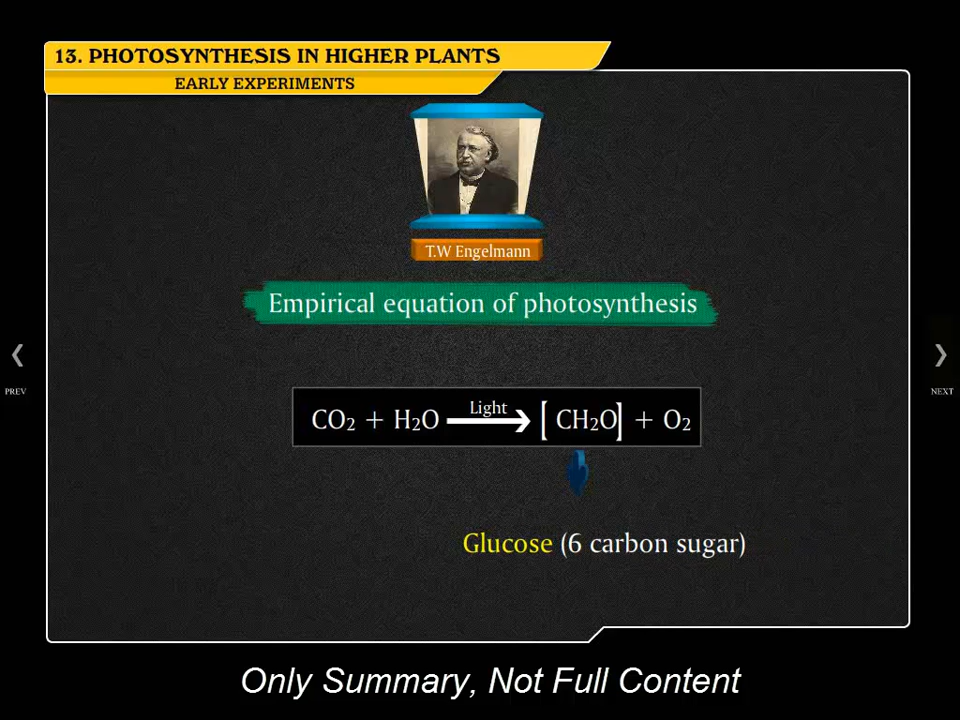 13. PHOTOSYNTHESIS IN HIGHER PLANTS
EARLY EXPERIMENTS
T.W Engelmann
Empirical equation of photosynthesis
❮
PREV
❯
NEXT
CO₂ + H₂O Light → [ CH₂O] + O₂
Glucose (6 carbon sugar)
Only Summary, Not Full Content